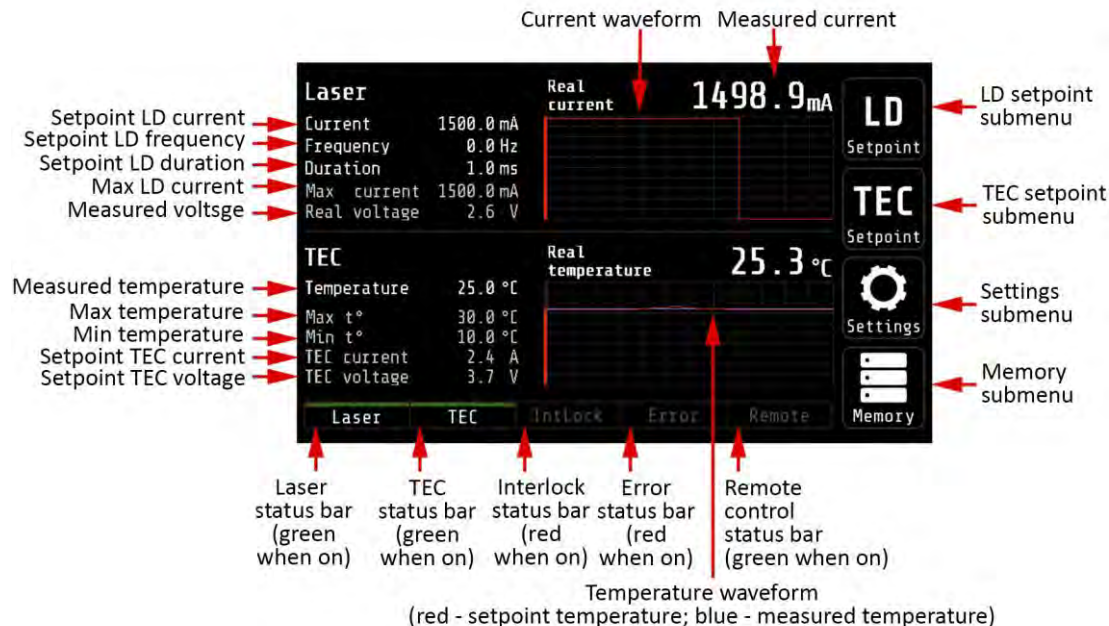 Current waveform
Measured current
Laser
Real
current
1498.9mA
Current 1500.0 mA
Frequency 0.0 Hz
Duration 1.0 ms
Max current 1500.0 mA
Real voltage 2.6 V
TEC
Real
temperature
25.3 °C
Temperature 25.0 °C
Max t° 30.0 °C
Min t° 10.0 °C
TEC current 2.4 A
TEC voltage 3.7 V
Laser
TEC
IntLock
Error
Remote
LD
Setpoint
TEC
Setpoint
Settings
Memory
Setpoint LD current
Setpoint LD frequency
Setpoint LD duration
Max LD current
Measured voltsge
Measured temperature
Max temperature
Min temperature
Setpoint TEC current
Setpoint TEC voltage
LD setpoint
submenu
TEC setpoint
submenu
Settings
submenu
Memory
submenu
Laser
status bar
(green
when on)
TEC
status bar
(green
when on)
Interlock
status bar
(red
when on)
Error
status bar
(red
when on)
Remote
control
status bar
(green when on)
Temperature waveform
(red - setpoint temperature; blue - measured temperature)